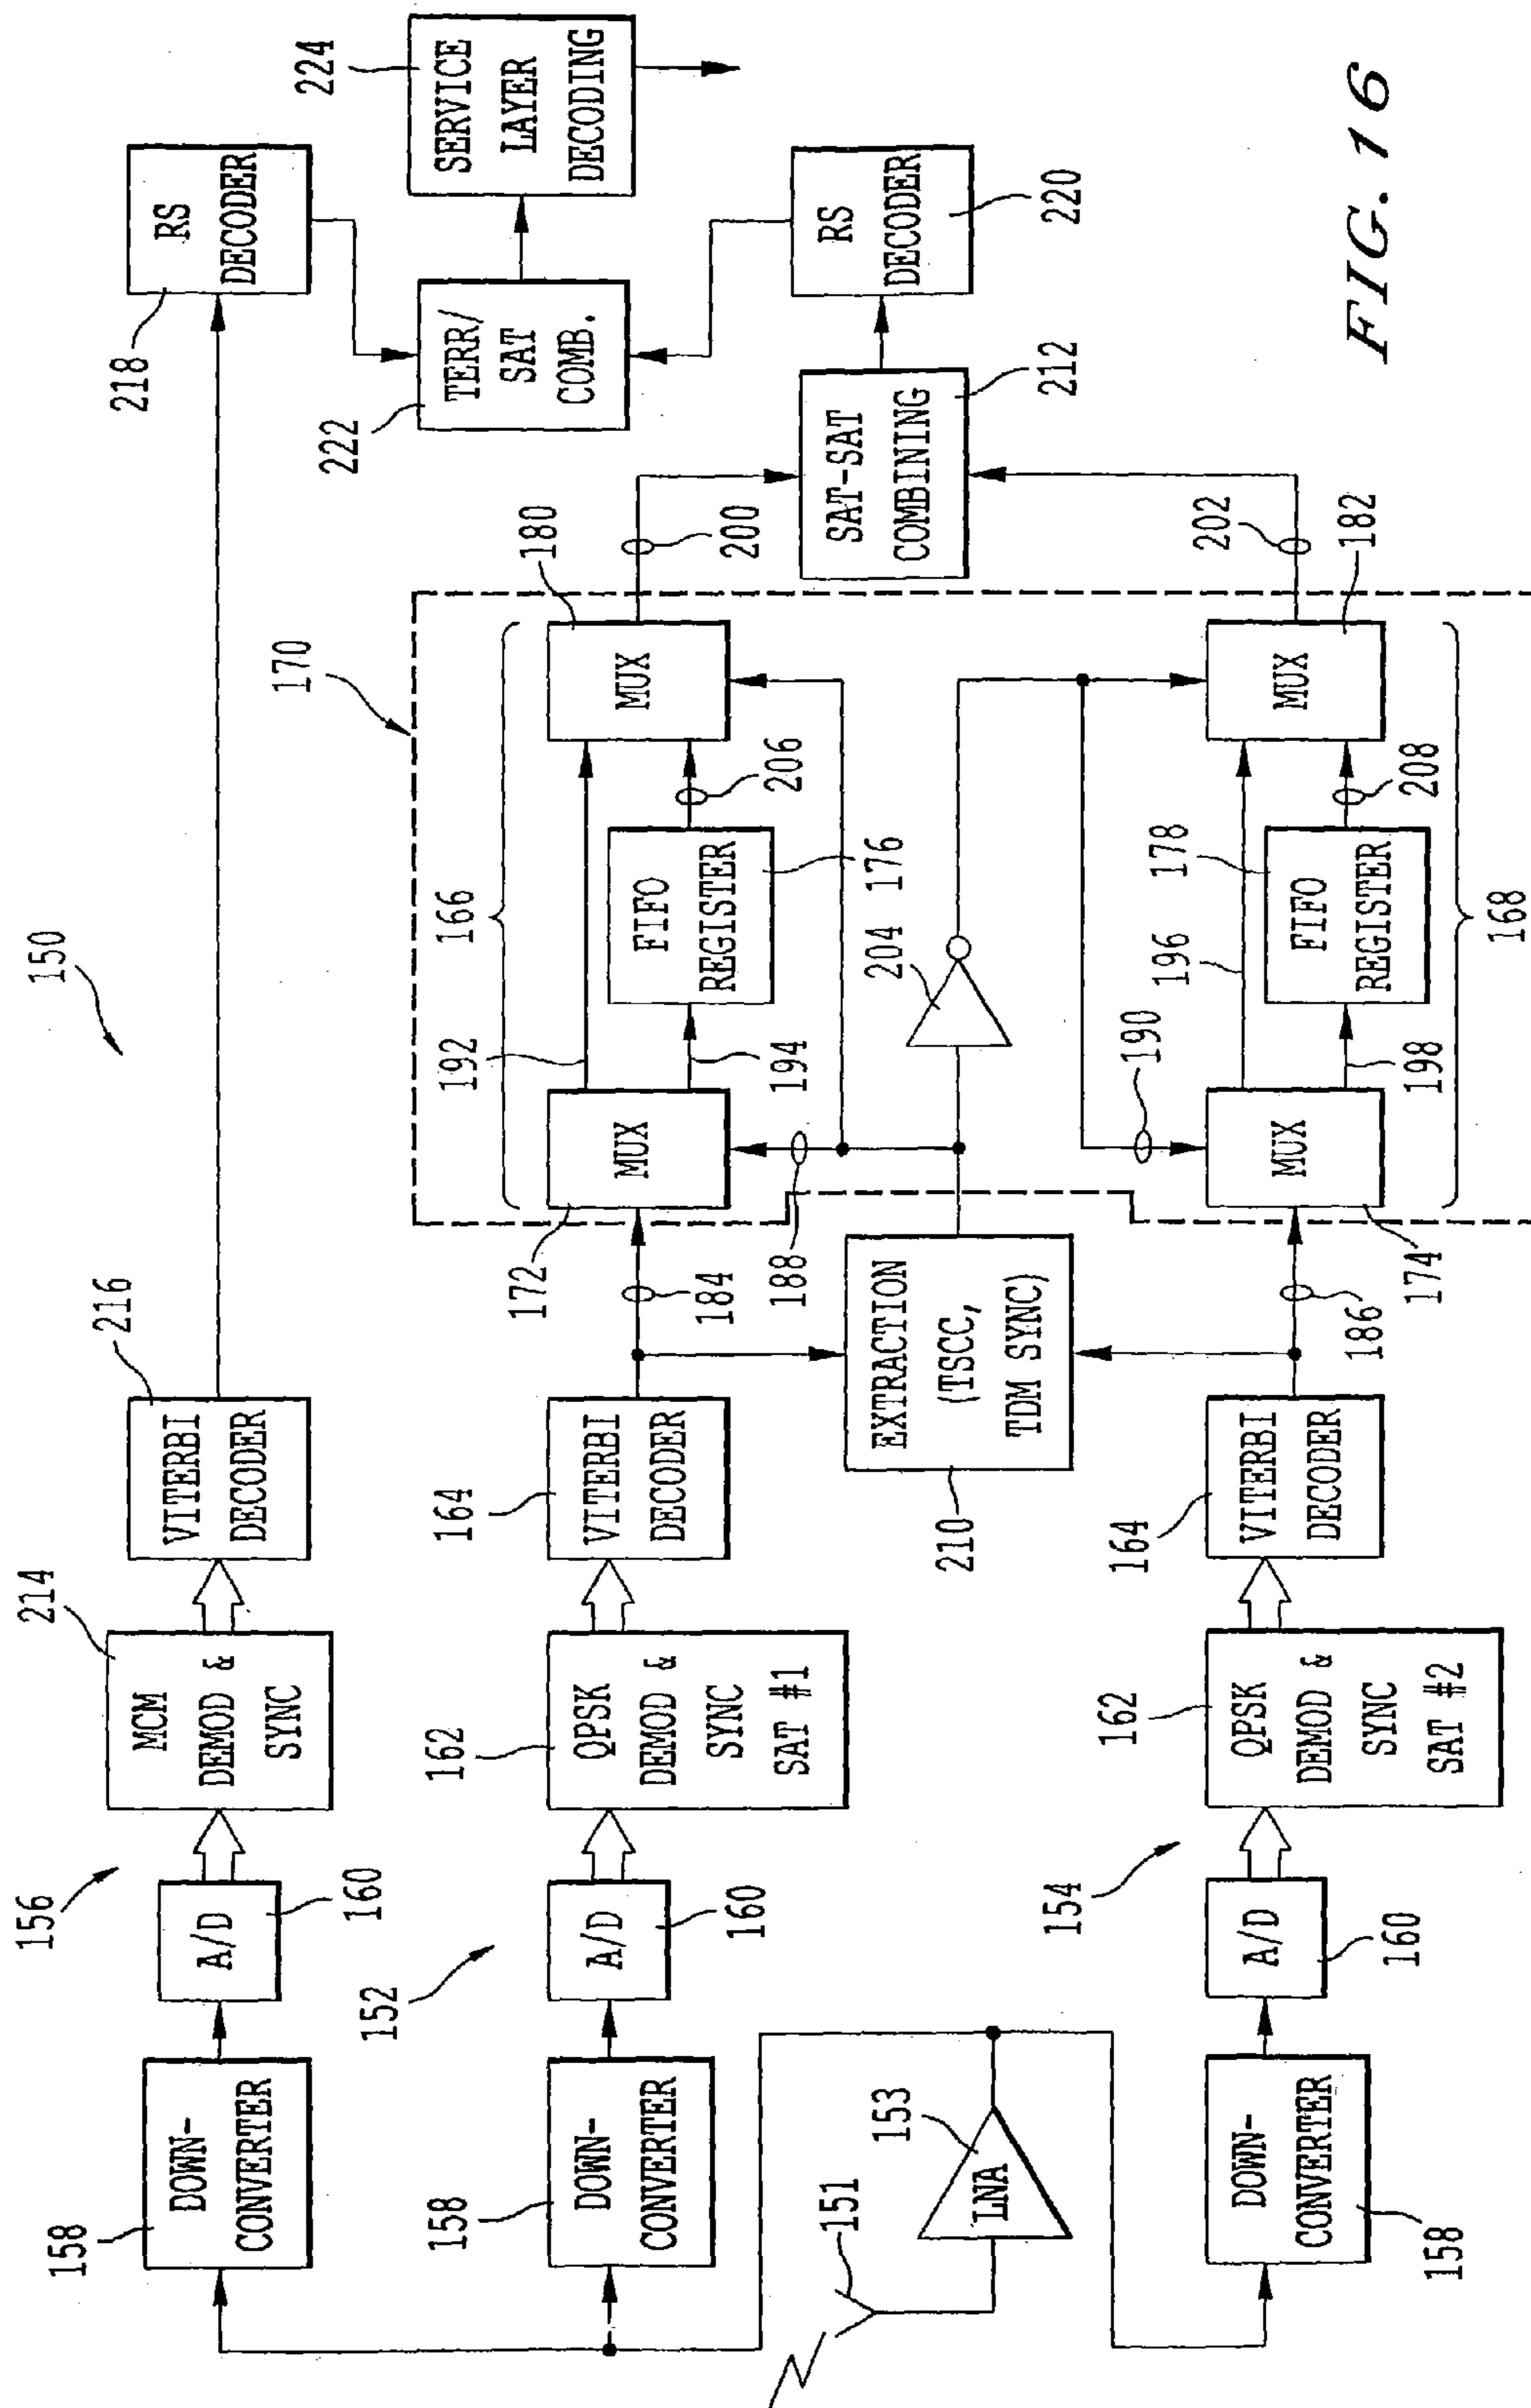 150
156
158
DOWN-
CONVERTER
A/D
160
214
MCM
DEMOD &
SYNC
216
VITERBI
DECODER
218
RS
DECODER
152
158
DOWN-
CONVERTER
A/D
160
162
QPSK
DEMOD &
SYNC
SAT #1
164
VITERBI
DECODER
184
170
166
172
MUX
192
194
188
FIFO
REGISTER
176
206
180
MUX
200
222
TERR/
SAT
COMB.
224
SERVICE
LAYER
DECODING
151
153
LNA
210
EXTRACTION
(TSCC,
TDM SYNC)
204
SAT-SAT
COMBINING
212
RS
DECODER
220
154
158
DOWN-
CONVERTER
A/D
160
162
QPSK
DEMOD &
SYNC
SAT #2
164
VITERBI
DECODER
186
190
174
MUX
196
198
178
FIFO
REGISTER
208
168
MUX
182
202
FIG. 16